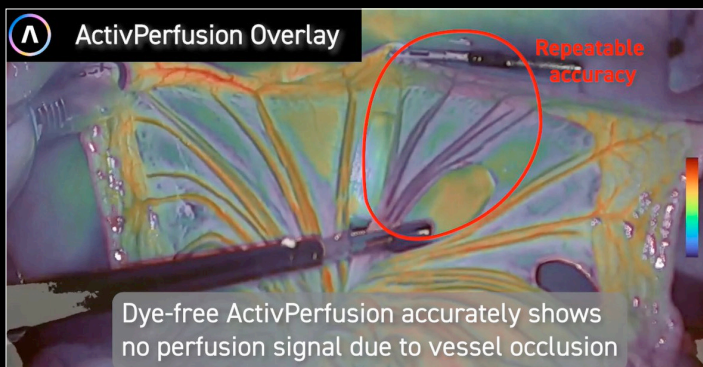 ActivPerfusion Overlay
Repeatable
accuracy
Dye-free ActivPerfusion accurately shows
no perfusion signal due to vessel occlusion